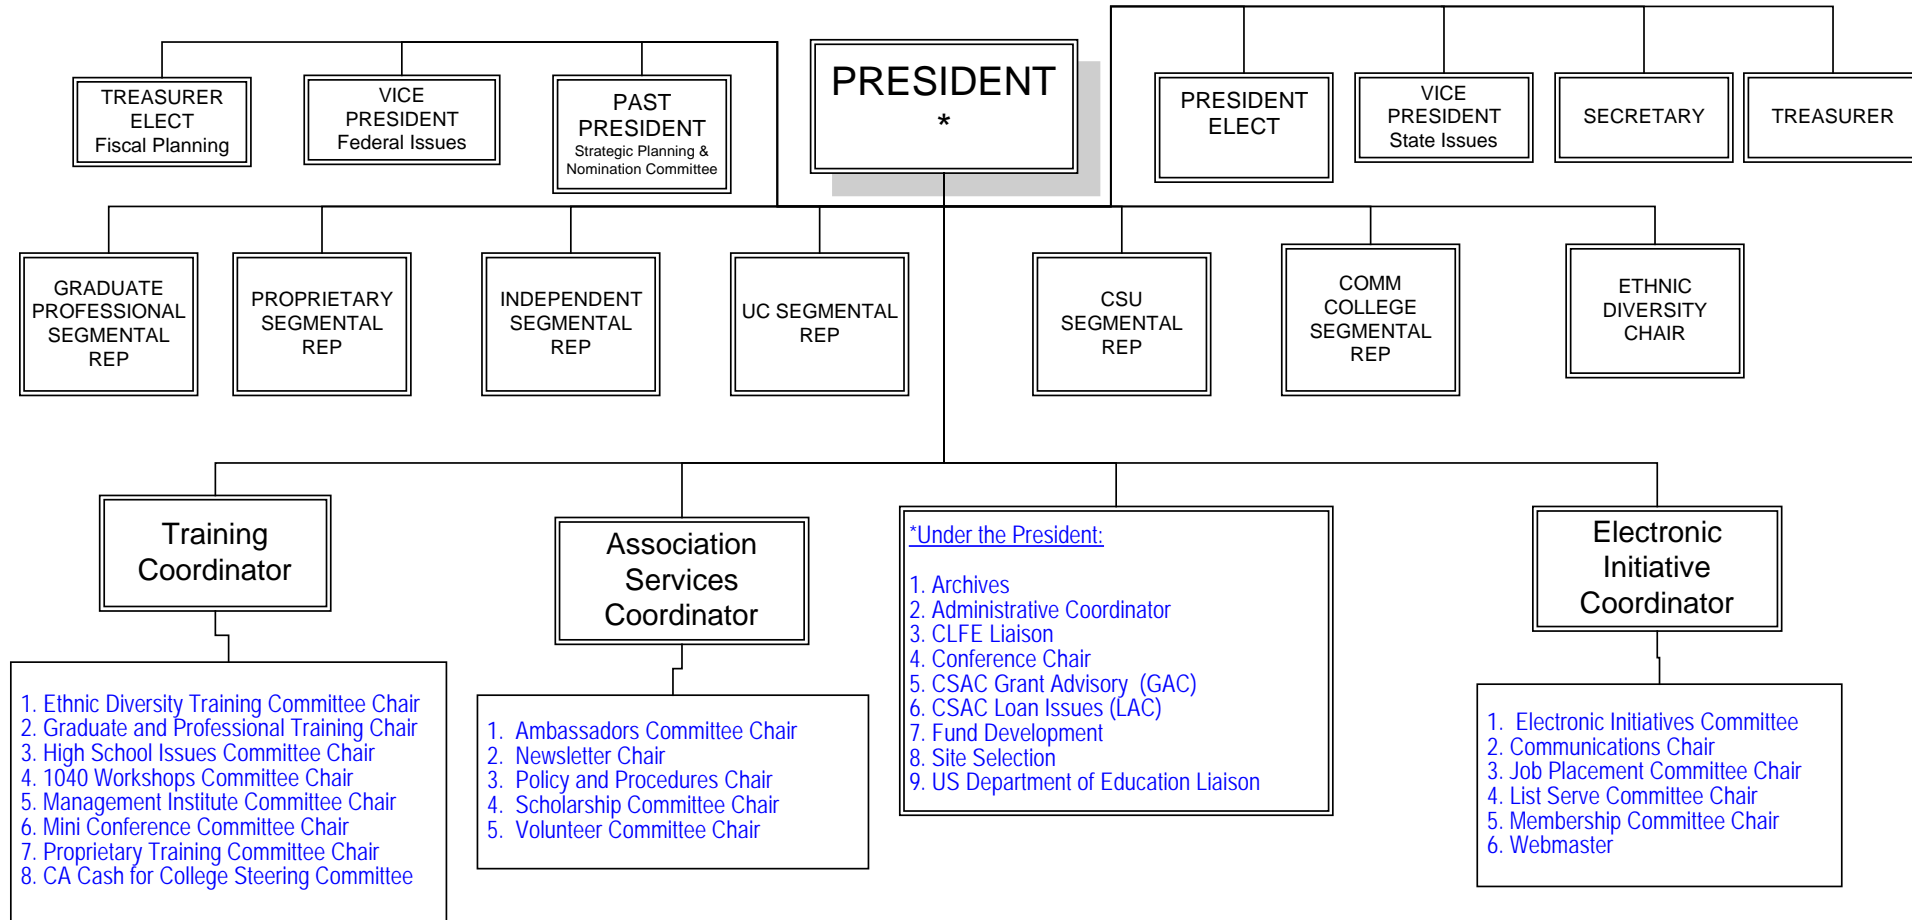 TREASURER
ELECT
Fiscal Planning
VICE
PRESIDENT
Federal Issues
PAST
PRESIDENT
Strategic Planning &
Nomination Committee
PRESIDENT
*
PRESIDENT
ELECT
VICE
PRESIDENT
State Issues
SECRETARY
TREASURER
GRADUATE
PROFESSIONAL
SEGMENTAL
REP
PROPRIETARY
SEGMENTAL
REP
INDEPENDENT
SEGMENTAL
REP
UC SEGMENTAL
REP
CSU
SEGMENTAL
REP
COMM
COLLEGE
SEGMENTAL
REP
ETHNIC
DIVERSITY
CHAIR
Training
Coordinator
1. Ethnic Diversity Training Committee Chair
2. Graduate and Professional Training Chair
3. High School Issues Committee Chair
4. 1040 Workshops Committee Chair
5. Management Institute Committee Chair
6. Mini Conference Committee Chair
7. Proprietary Training Committee Chair
8. CA Cash for College Steering Committee
Association
Services
Coordinator
1. Ambassadors Committee Chair
2. Newsletter Chair
3. Policy and Procedures Chair
4. Scholarship Committee Chair
5. Volunteer Committee Chair
*Under the President:
1. Archives
2. Administrative Coordinator
3. CLFE Liaison
4. Conference Chair
5. CSAC Grant Advisory (GAC)
6. CSAC Loan Issues (LAC)
7. Fund Development
8. Site Selection
9. US Department of Education Liaison
Electronic
Initiative
Coordinator
1. Electronic Initiatives Committee
2. Communications Chair
3. Job Placement Committee Chair
4. List Serve Committee Chair
5. Membership Committee Chair
6. Webmaster